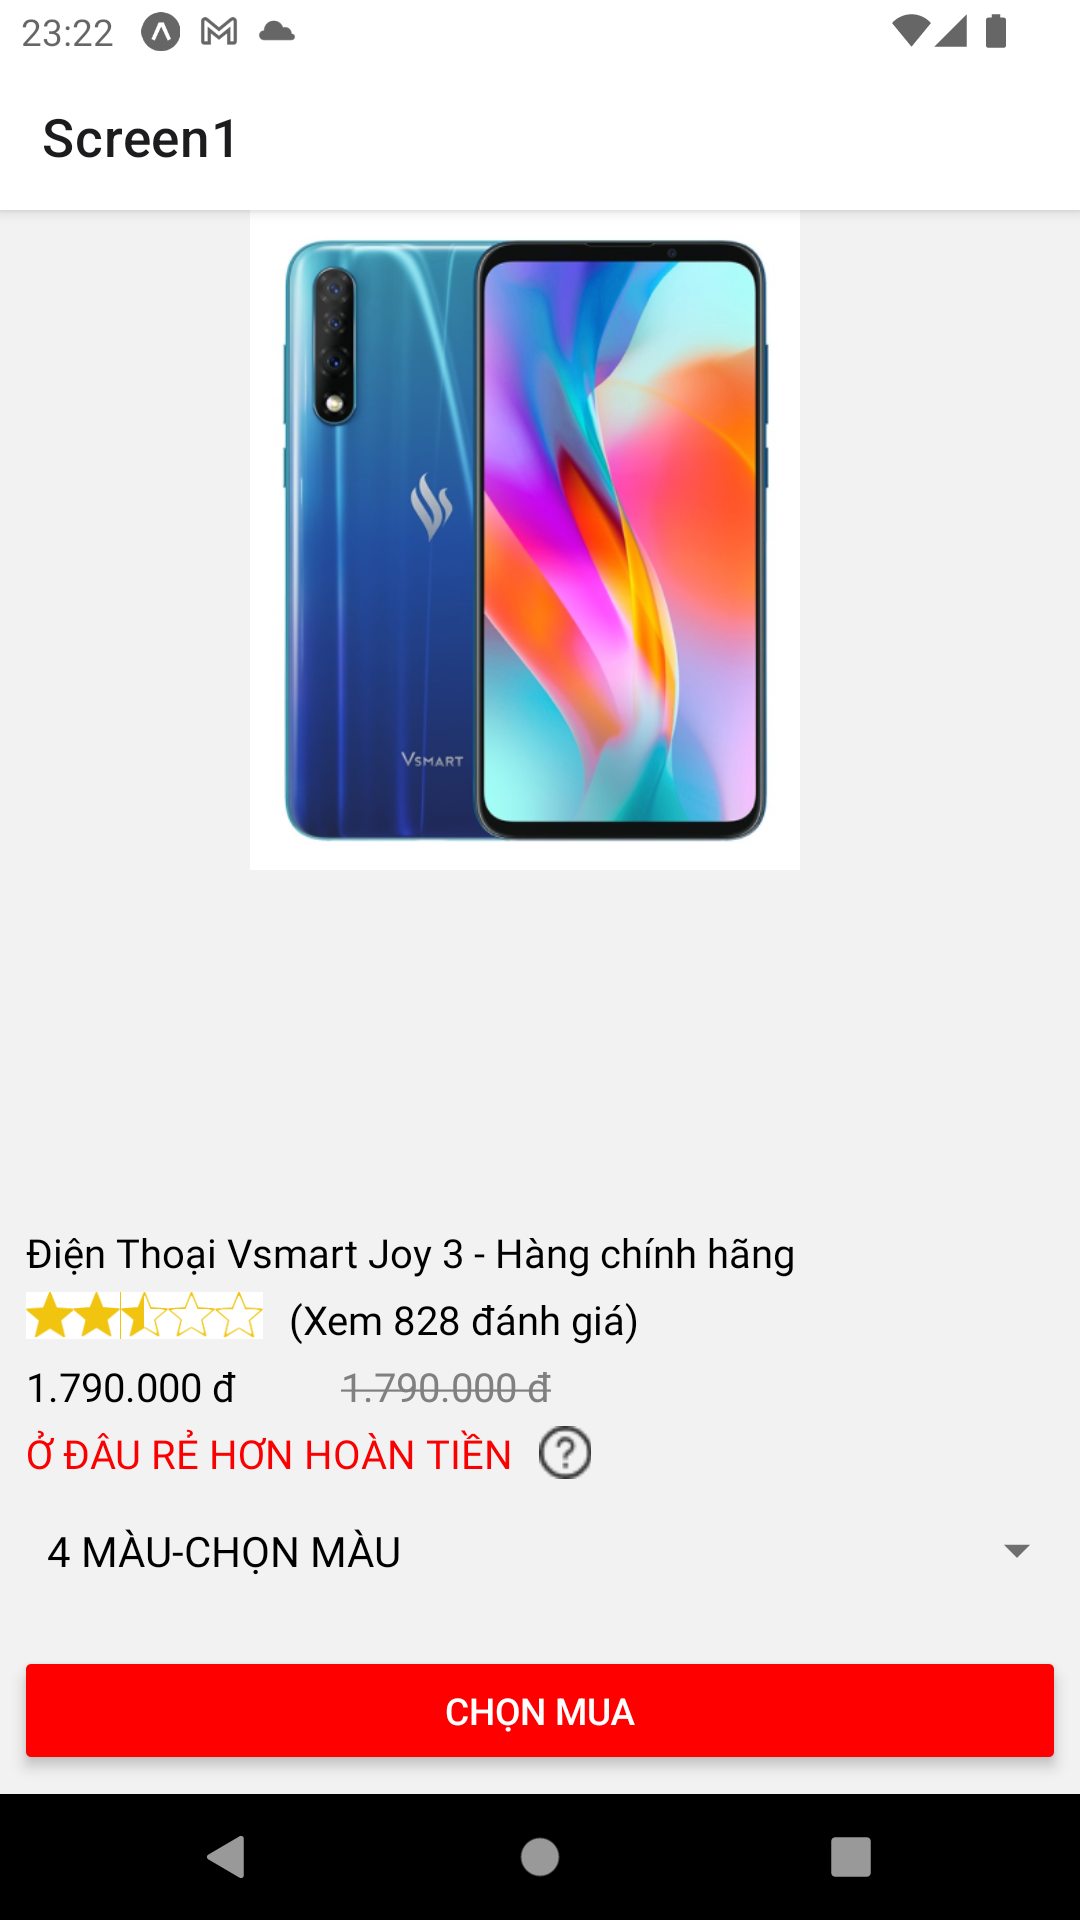 23:22
Screen1
VSMART
Điện Thoại Vsmart Joy 3 - Hàng chính hãng
(Xem 828 đánh giá)
1.790.000 đ 1.790.000 đ
Ở ĐÂU RẺ HƠN HOÀN TIỀN ?
4 MÀU-CHỌN MÀU
CHỌN MUA